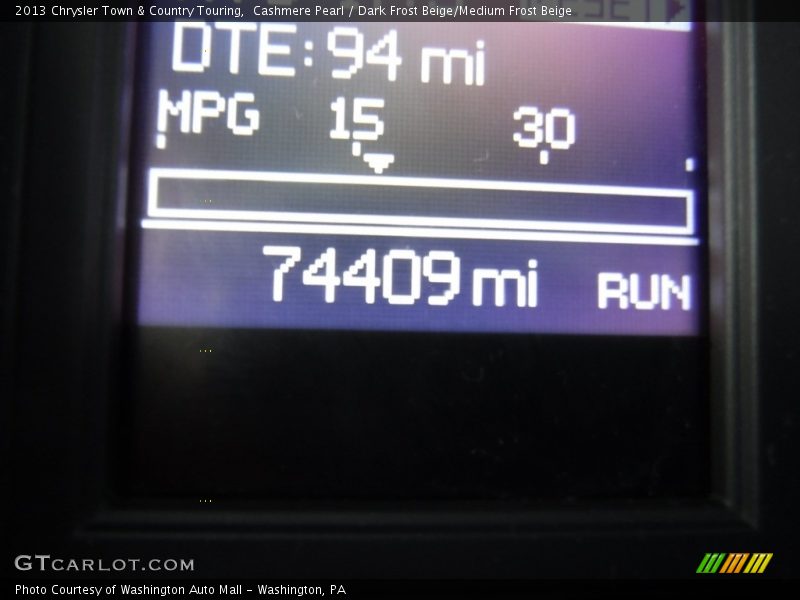 2013 Chrysler Town & Country Touring,  Cashmere Pearl / Dark Frost Beige/Medium Frost Beige
DTE: 94 mi
MPG 15 30
74409 mi RUN
GTCARLOT.COM
Photo Courtesy of Washington Auto Mall - Washington, PA